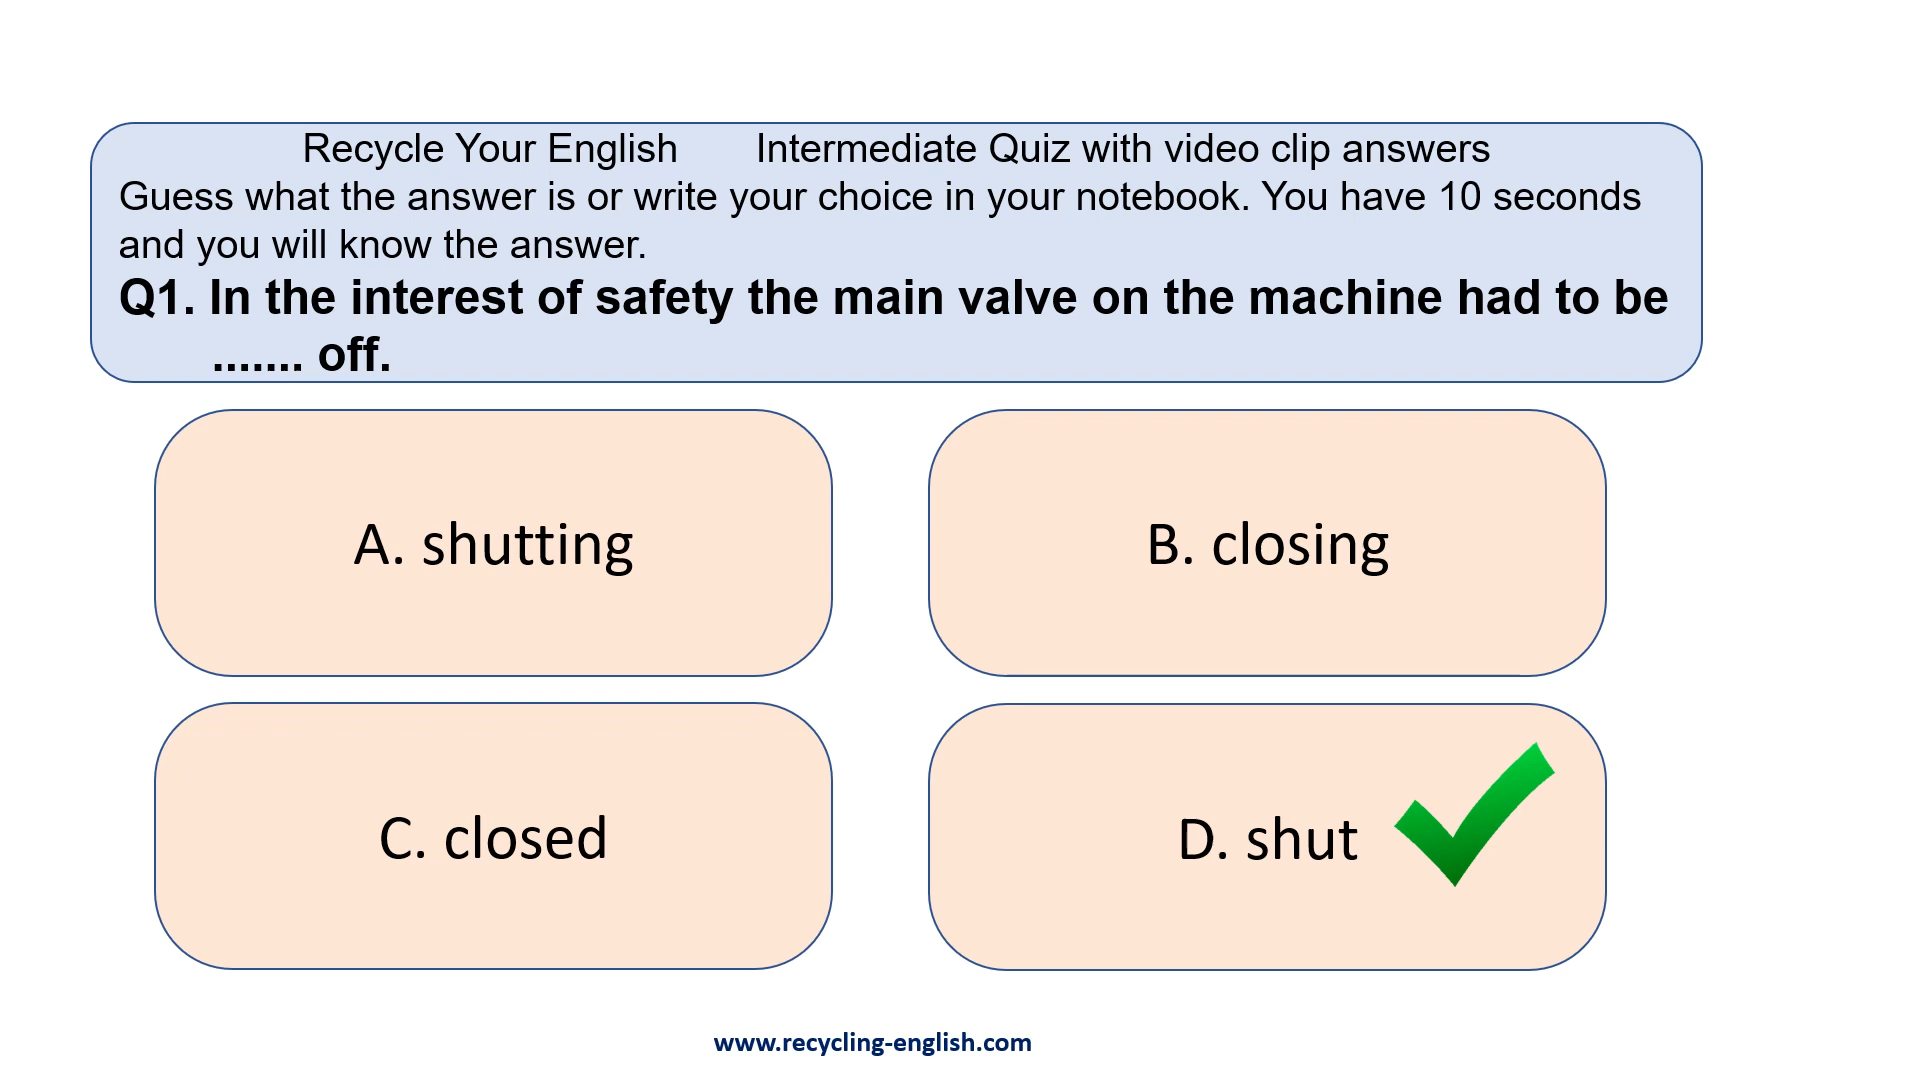 Recycle Your English Intermediate Quiz with video clip answers
Guess what the answer is or write your choice in your notebook. You have 10 seconds
and you will know the answer.
Q1. In the interest of safety the main valve on the machine had to be
....... off.
A. shutting
B. closing
C. closed
D. shut
www.recycling-english.com